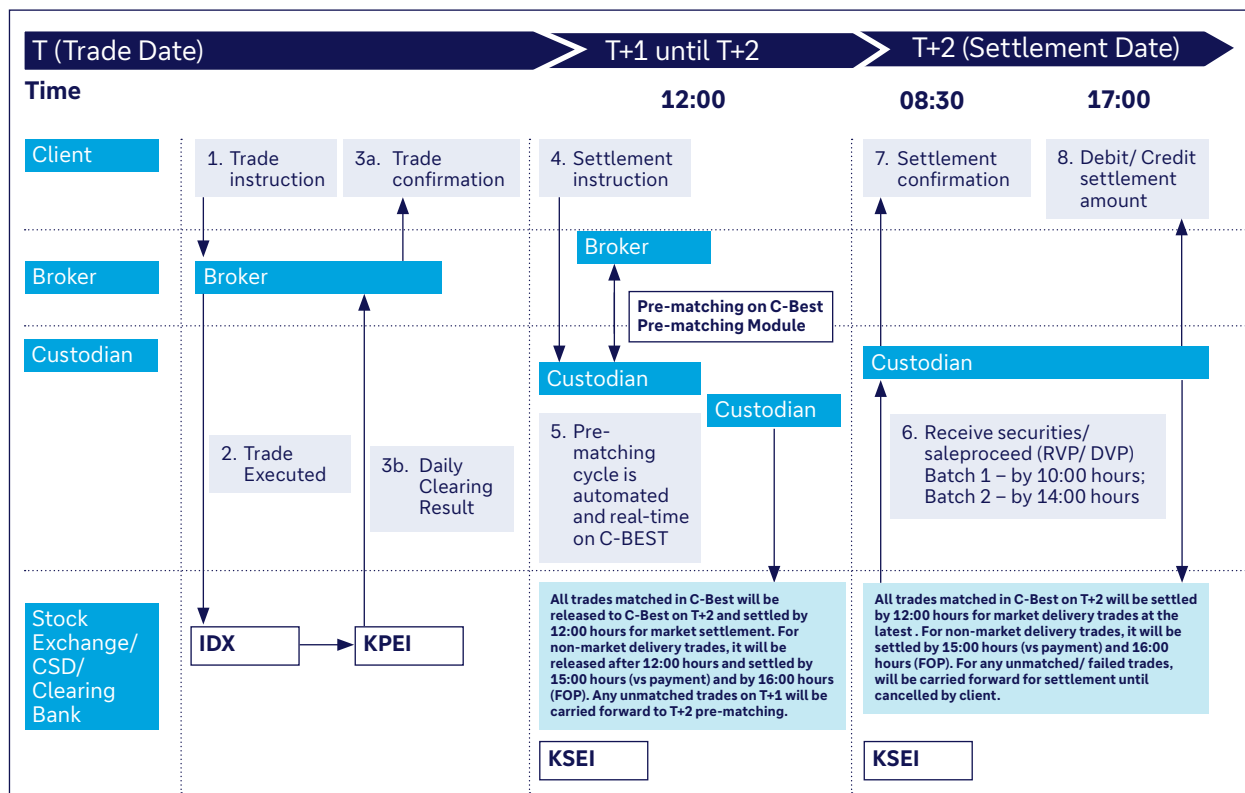 T (Trade Date)
T+1 until T+2
T+2 (Settlement Date)
Time
12:00
08:30
17:00
Client
1. Trade
instruction
3a. Trade
confirmation
4. Settlement
instruction
7. Settlement
confirmation
8. Debit/ Credit
settlement
amount
Broker
Broker
Broker
Pre-matching on C-Best
Pre-matching Module
Custodian
Custodian
Custodian
Custodian
2. Trade
Executed
3b. Daily
Clearing
Result
5. Pre-
matching
cycle is
automated
and real-time
on C-BEST
6. Receive securities/
saleproceed (RVP/ DVP)
Batch 1 – by 10:00 hours;
Batch 2 – by 14:00 hours
Stock
Exchange/
CSD/
Clearing
Bank
IDX
KPEI
All trades matched in C-Best will be
released to C-Best on T+2 and settled by
12:00 hours for market settlement. For
non-market delivery trades, it will be
released after 12:00 hours and settled by
15:00 hours (vs payment) and by 16:00 hours
(FOP). Any unmatched trades on T+1 will be
carried forward to T+2 pre-matching.
KSEI
All trades matched in C-Best on T+2 will be settled
by 12:00 hours for market delivery trades at the
latest . For non-market delivery trades, it will be
settled by 15:00 hours (vs payment) and 16:00
hours (FOP). For any unmatched/ failed trades,
will be carried forward for settlement until
cancelled by client.
KSEI